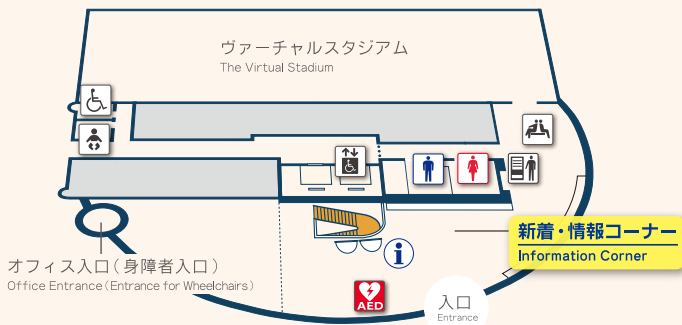 ヴァーチャルスタジアム
The Virtual Stadium
新着・情報コーナー
Information Corner
オフィス入口（身障者入口）
Office Entrance (Entrance for Wheelchairs)
i
AED
入口
Entrance